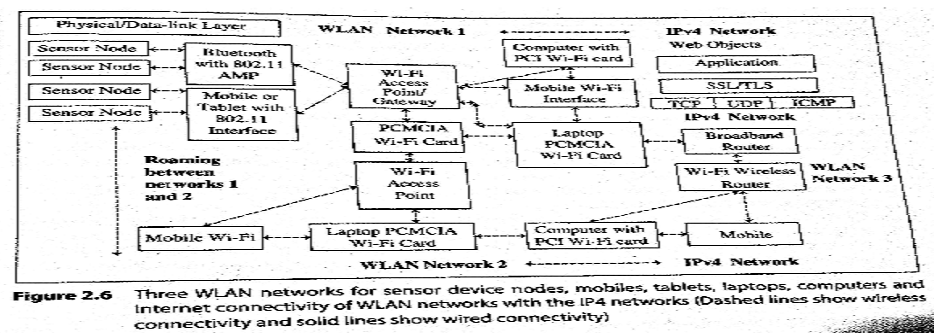 Physical/Data-link Layer
WLAN Network 1
IPv4 Network
Web Objects
Sensor Node
Sensor Node
Sensor Node
Sensor Node
Bluetooth
with 802.11
AMP
Mobile or
Tablet with
802.11
Interface
Wi-Fi
Access
Point/
Gateway
Computer with
PCI Wi-Fi card
Mobile Wi-Fi
Interface
Application
SSL/TLS
TCP UDP ICMP
IPv4 Network
PCMCIA
Wi-Fi Card
Laptop
PCMCIA
Wi-Fi Card
Broadband
Router
Roaming
between
networks 1
and 2
Wi-Fi
Access
Point
Wi-Fi Wireless
Router
WLAN
Network 3
Mobile Wi-Fi
Laptop PCMCIA
Wi-Fi Card
Computer with
PCI Wi-Fi card
Mobile
WLAN Network 2
IPv4 Network
Figure 2.6 Three WLAN networks for sensor device nodes, mobiles, tablets, laptops, computers and
Internet connectivity of WLAN networks with the IP4 networks (Dashed lines show wireless
connectivity and solid lines show wired connectivity)